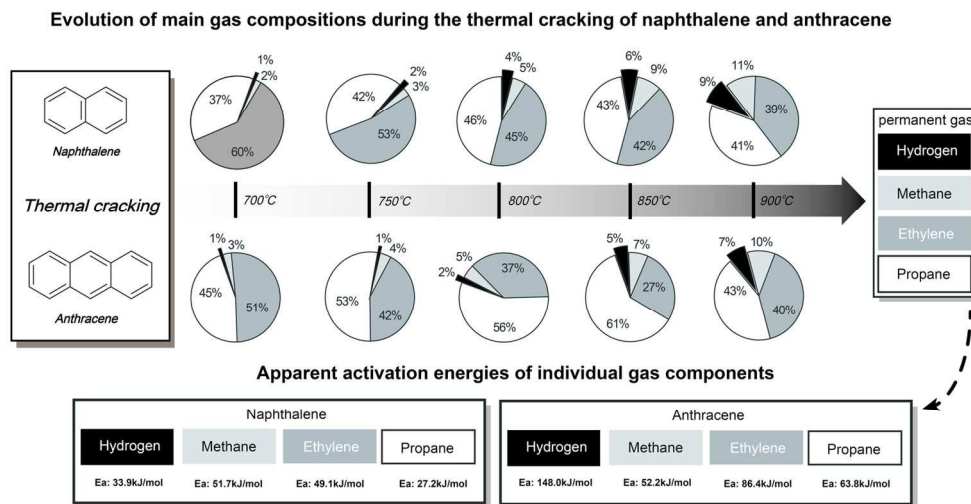 Evolution of main gas compositions during the thermal cracking of naphthalene and anthracene
Naphthalene
Thermal cracking
Anthracene
1%
2%
37%
60%
2%
3%
42%
53%
4%
5%
46%
45%
6%
9%
43%
42%
9%
11%
39%
41%
700°C
750°C
800°C
850°C
900°C
1%
3%
45%
51%
1%
4%
53%
42%
5%
37%
2%
56%
5%
7%
27%
61%
7%
10%
43%
40%
permanent gas
Hydrogen
Methane
Ethylene
Propane
Apparent activation energies of individual gas components
Naphthalene
Hydrogen Methane Ethylene Propane
Ea: 33.9kJ/mol Ea: 51.7kJ/mol Ea: 49.1kJ/mol Ea: 27.2kJ/mol
Anthracene
Hydrogen Methane Ethylene Propane
Ea: 148.0kJ/mol Ea: 52.2kJ/mol Ea: 86.4kJ/mol Ea: 63.8kJ/mol